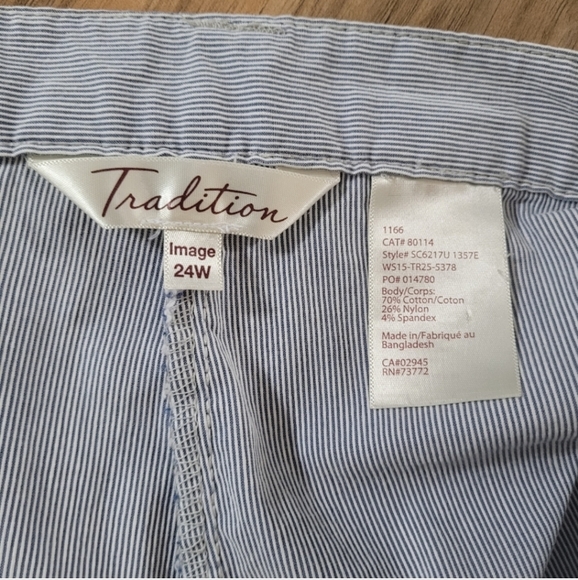 Tradition
Image
24W
1166
CAT# 80114
Style# SC6217U 1357E
WS15-TR25-S378
PO# 014780
Body/Corps:
70% Cotton/Coton
26% Nylon
4% Spandex
Made in/Fabriqué au
Bangladesh
CA#02945
RN#73772